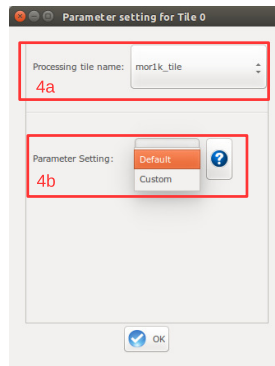 Parameter setting for Tile 0
Processing tile name: mor1k_tile
4a
Parameter Setting: Default
Custom
4b
OK